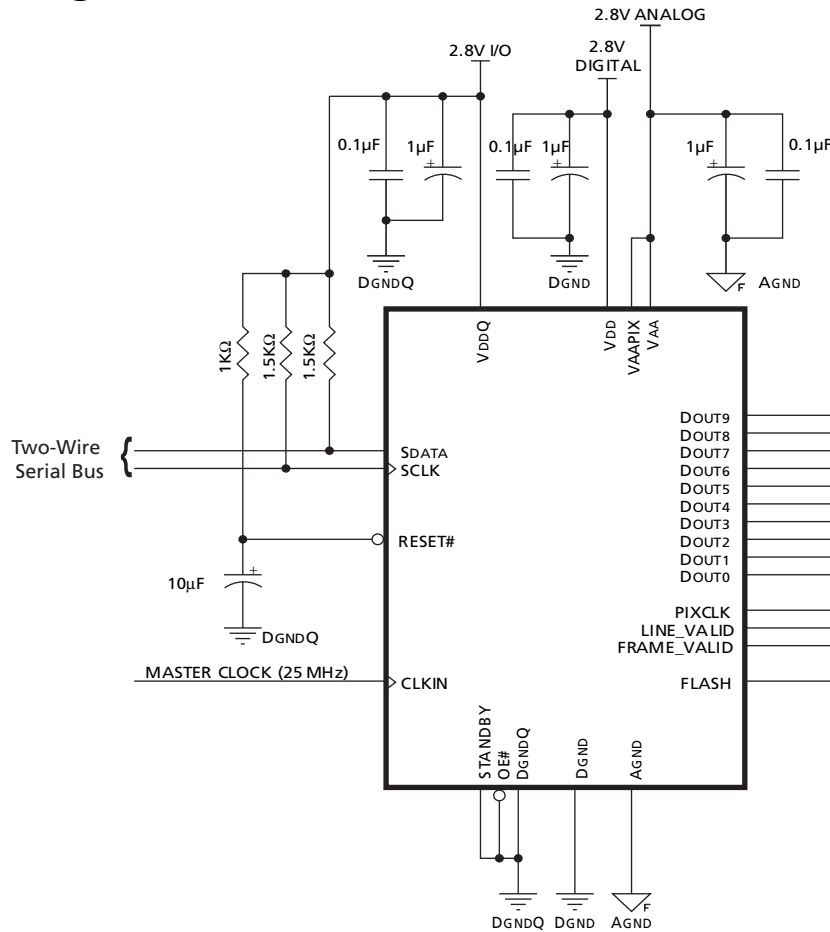 2.8V ANALOG
2.8V I/O
2.8V
DIGITAL
0.1µF
1µF
0.1µF
1µF
1µF
0.1µF
+
+
+
DGNDQ
DGND
F
AGND
1KΩ
1.5KΩ
1.5KΩ
VDDQ
VDD
VAAPIX
VAA
Two-Wire
Serial Bus
{
SDATA
SCLK
RESET#
10µF
+
DGNDQ
MASTER CLOCK (25 MHz)
CLKIN
DOUT9
DOUT8
DOUT7
DOUT6
DOUT5
DOUT4
DOUT3
DOUT2
DOUT1
DOUT0
PIXCLK
LINE_VALID
FRAME_VALID
FLASH
STANDBY
OE#
DGNDQ
DGND
AGND
F
DGNDQ
DGND
AGND